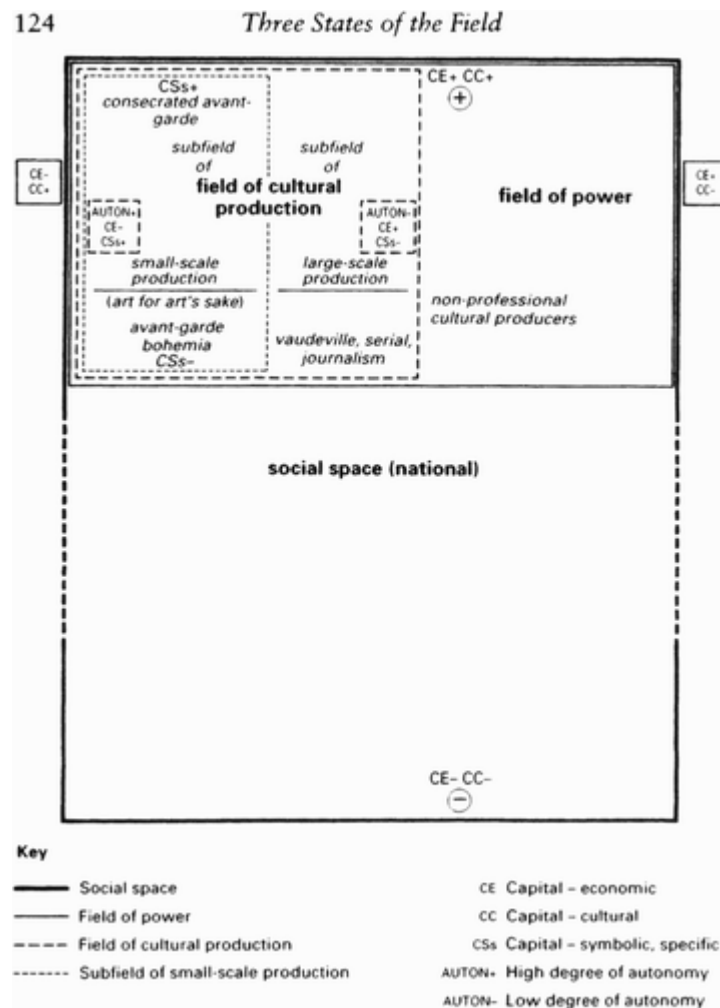 124 Three States of the Field
CE+ CC+
+
CSs+
consecrated avant-
garde
subfield
of
subfield
of
field of cultural
production
field of power
CE-
CC+
CE+
CC-
AUTON+
CE-
CSs+
AUTON-
CE+
CSs-
small-scale
production
(art for art's sake)
large-scale
production
avant-garde
bohemia
CSs-
vaudeville, serial,
journalism
non-professional
cultural producers
social space (national)
CE- CC-
−
Key
Social space
Field of power
Field of cultural production
Subfield of small-scale production
CE Capital – economic
CC Capital – cultural
CSs Capital – symbolic, specific
AUTON+ High degree of autonomy
AUTON- Low degree of autonomy